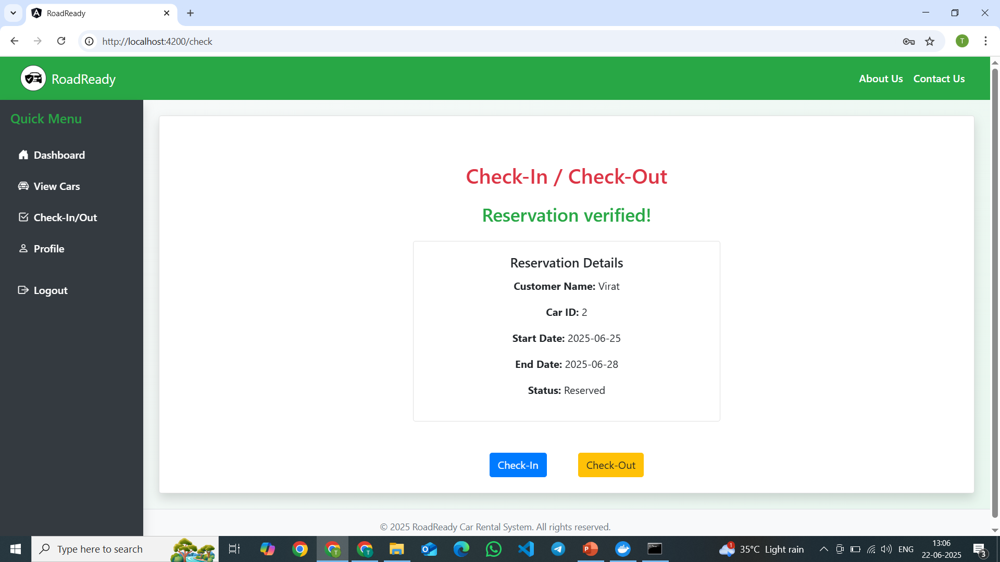 RoadReady
http://localhost:4200/check
T
RoadReady
About Us
Contact Us
Quick Menu
Dashboard
View Cars
Check-In/Out
Profile
Logout
Check-In / Check-Out
Reservation verified!
Reservation Details
Customer Name: Virat
Car ID: 2
Start Date: 2025-06-25
End Date: 2025-06-28
Status: Reserved
Check-In
Check-Out
© 2025 RoadReady Car Rental System. All rights reserved.
Type here to search
T
T
1
35°C Light rain
ENG
13:06
22-06-2025
3